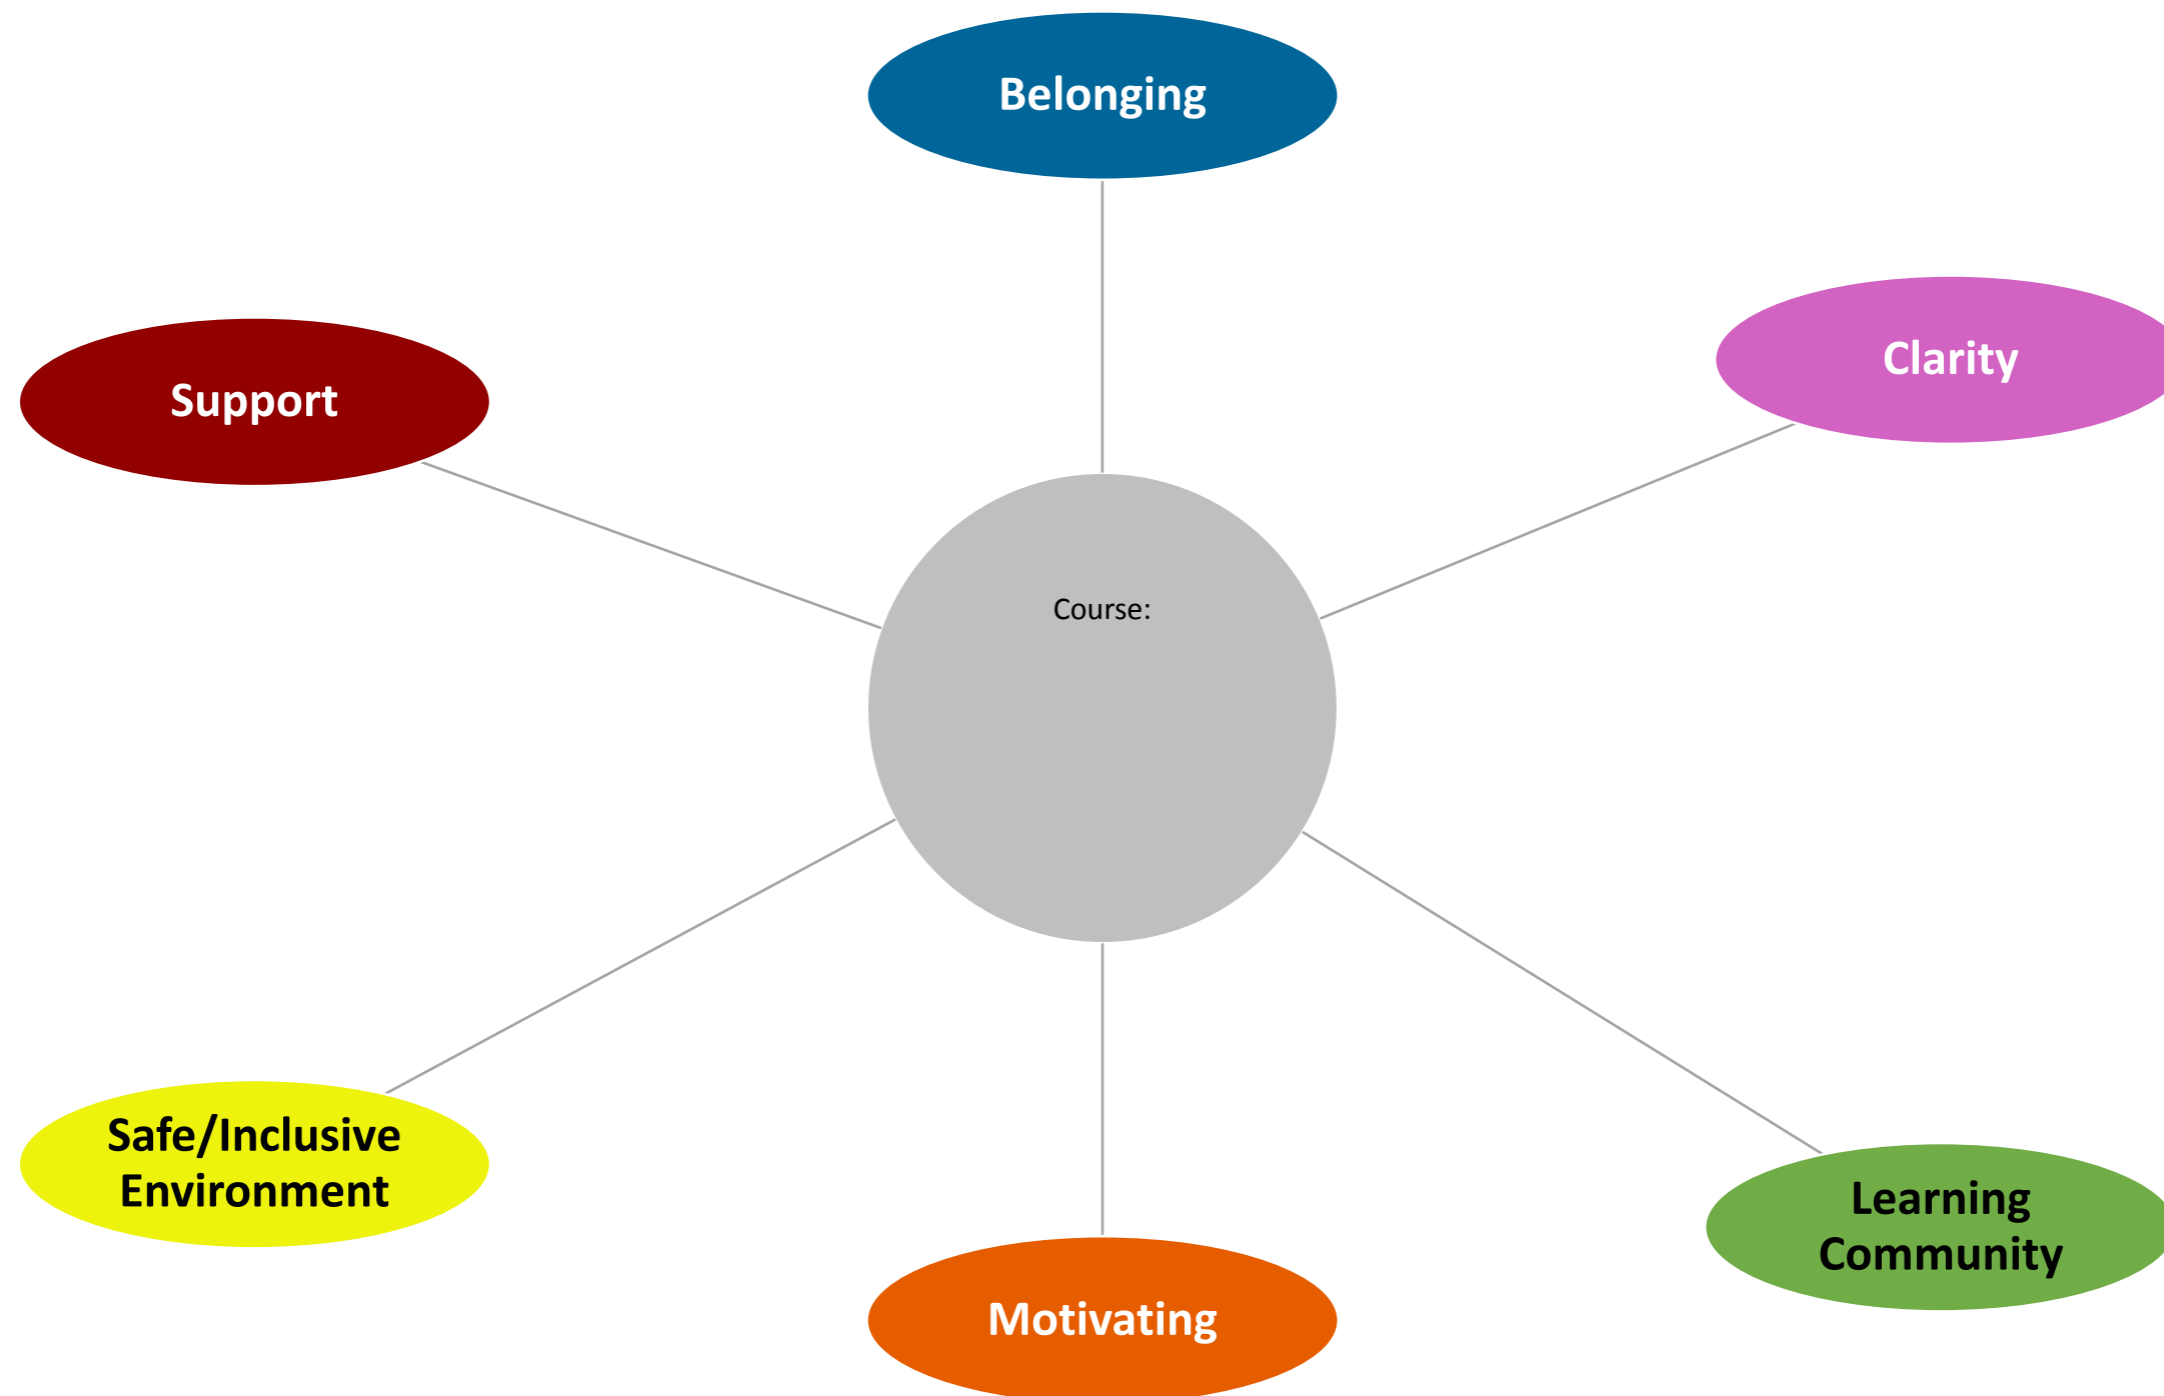 Belonging
Clarity
Support
Course:
Safe/Inclusive
Environment
Learning
Community
Motivating